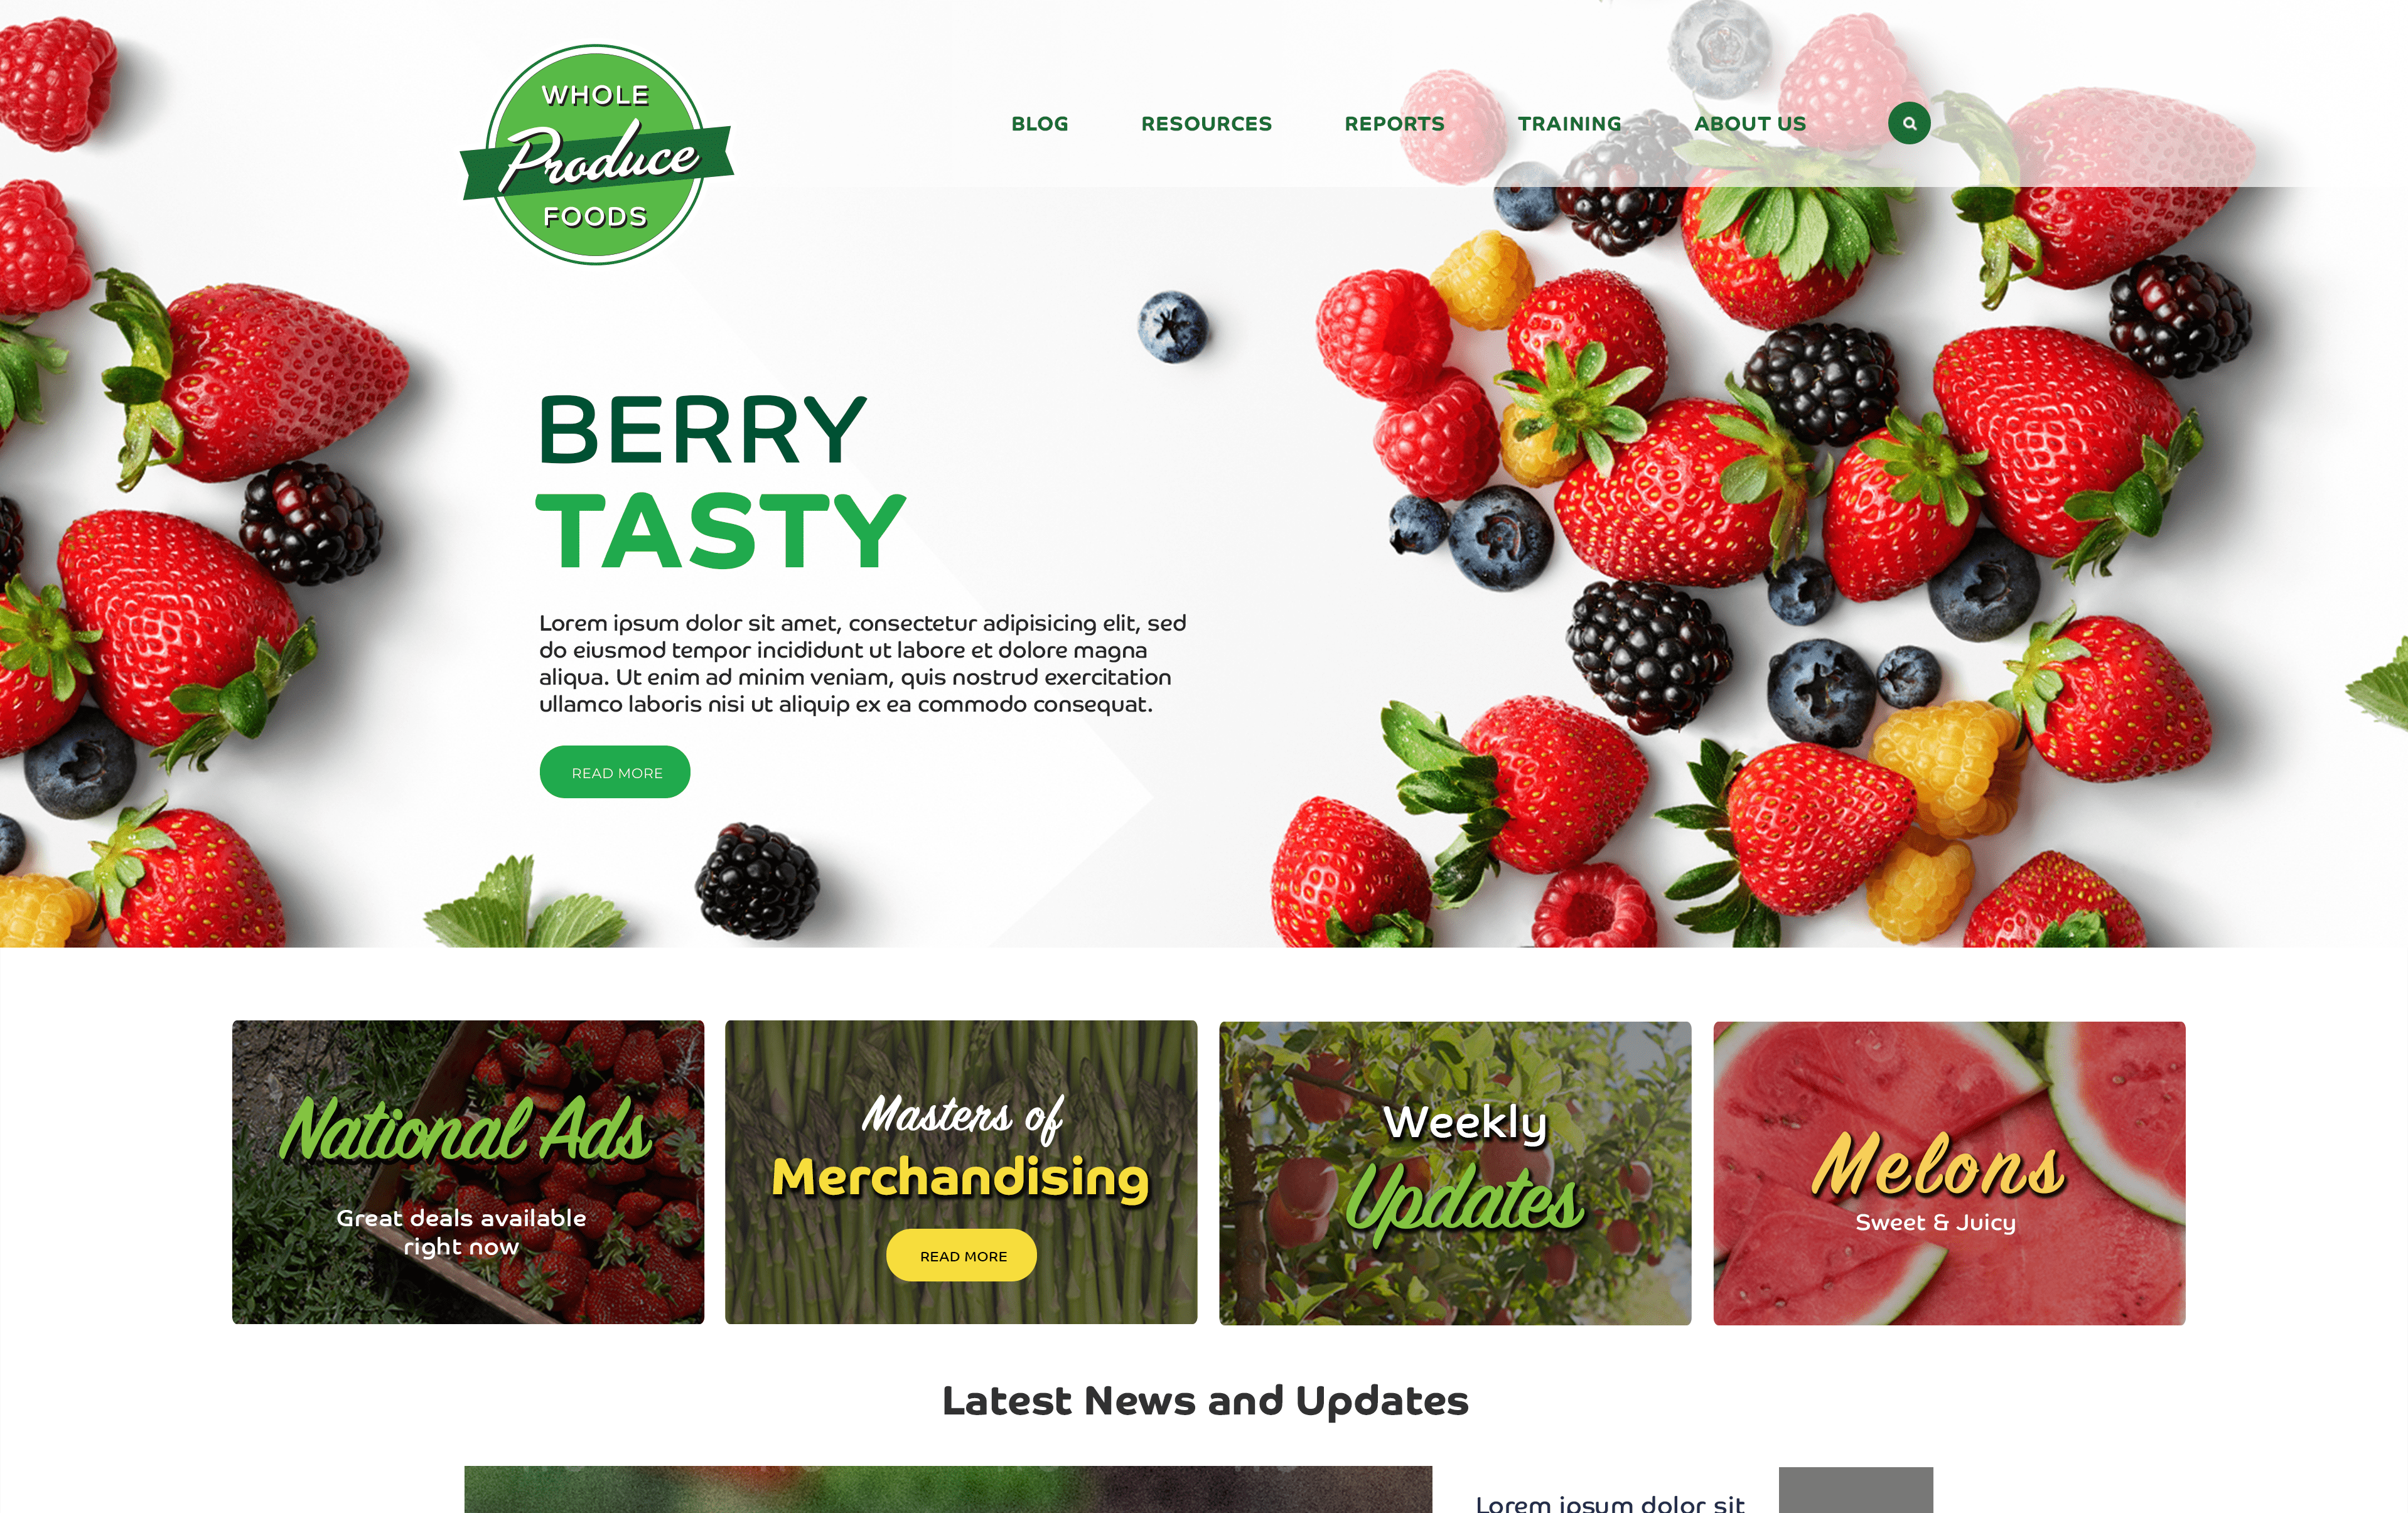 WHOLE
Produce
FOODS
BLOG RESOURCES REPORTS TRAINING ABOUT US
BERRY
TASTY
Lorem ipsum dolor sit amet, consectetur adipisicing elit, sed
do eiusmod tempor incididunt ut labore et dolore magna
aliqua. Ut enim ad minim veniam, quis nostrud exercitation
ullamco laboris nisi ut aliquip ex ea commodo consequat.
READ MORE
National Ads
Great deals available
right now
Masters of
Merchandising
READ MORE
Weekly
Updates
Melons
Sweet & Juicy
Latest News and Updates
Lorem ipsum dolor sit